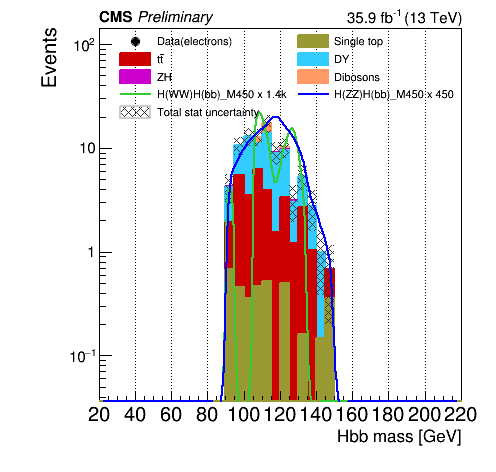 CMS Preliminary 35.9 fb⁻¹ (13 TeV)
Events
Data(electrons) Single top
tt̄ DY
ZH Dibosons
H(WW)H(bb)_M450 x 1.4k H(ZZ)H(bb)_M450 x 450
Total stat uncertainty
10²
10
1
10⁻¹
20 40 60 80 100 120 140 160 180 200 220
Hbb mass [GeV]